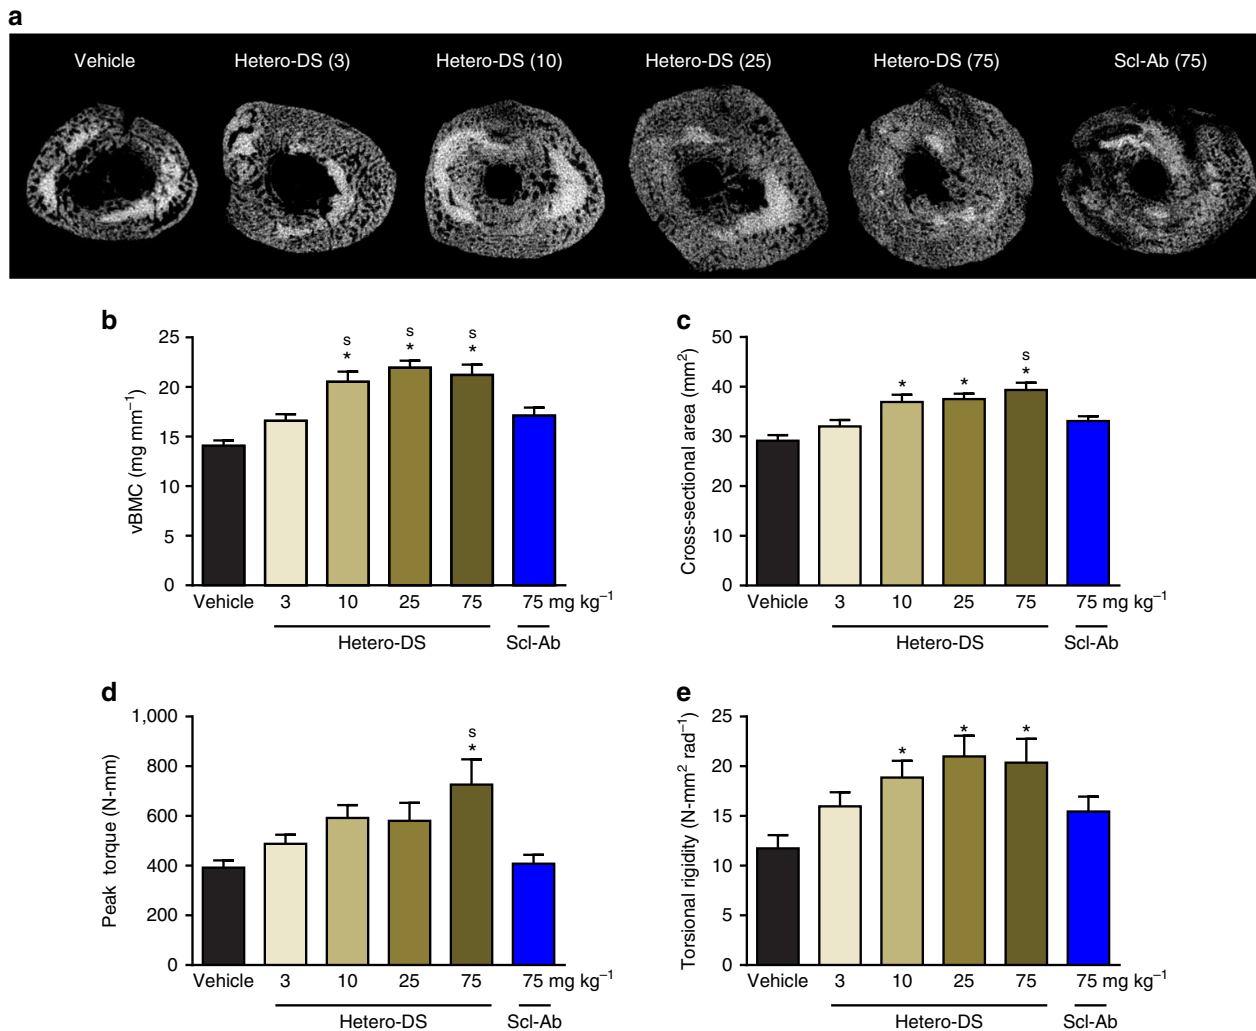 a
Vehicle Hetero-DS (3) Hetero-DS (10) Hetero-DS (25) Hetero-DS (75) Scl-Ab (75)
b
vBMC (mg mm⁻¹)
25
20
15
10
5
0
s
*
s
*
s
*
Vehicle 3 10 25 75 75 mg kg⁻¹
Hetero-DS Scl-Ab
c
Cross-sectional area (mm²)
50
40
30
20
10
0
*
*
s
*
Vehicle 3 10 25 75 75 mg kg⁻¹
Hetero-DS Scl-Ab
d
Peak torque (N-mm)
1,000
800
600
400
200
0
s
*
Vehicle 3 10 25 75 75 mg kg⁻¹
Hetero-DS Scl-Ab
e
Torsional rigidity (N-mm² rad⁻¹)
25
20
15
10
5
0
*
*
*
Vehicle 3 10 25 75 75 mg kg⁻¹
Hetero-DS Scl-Ab